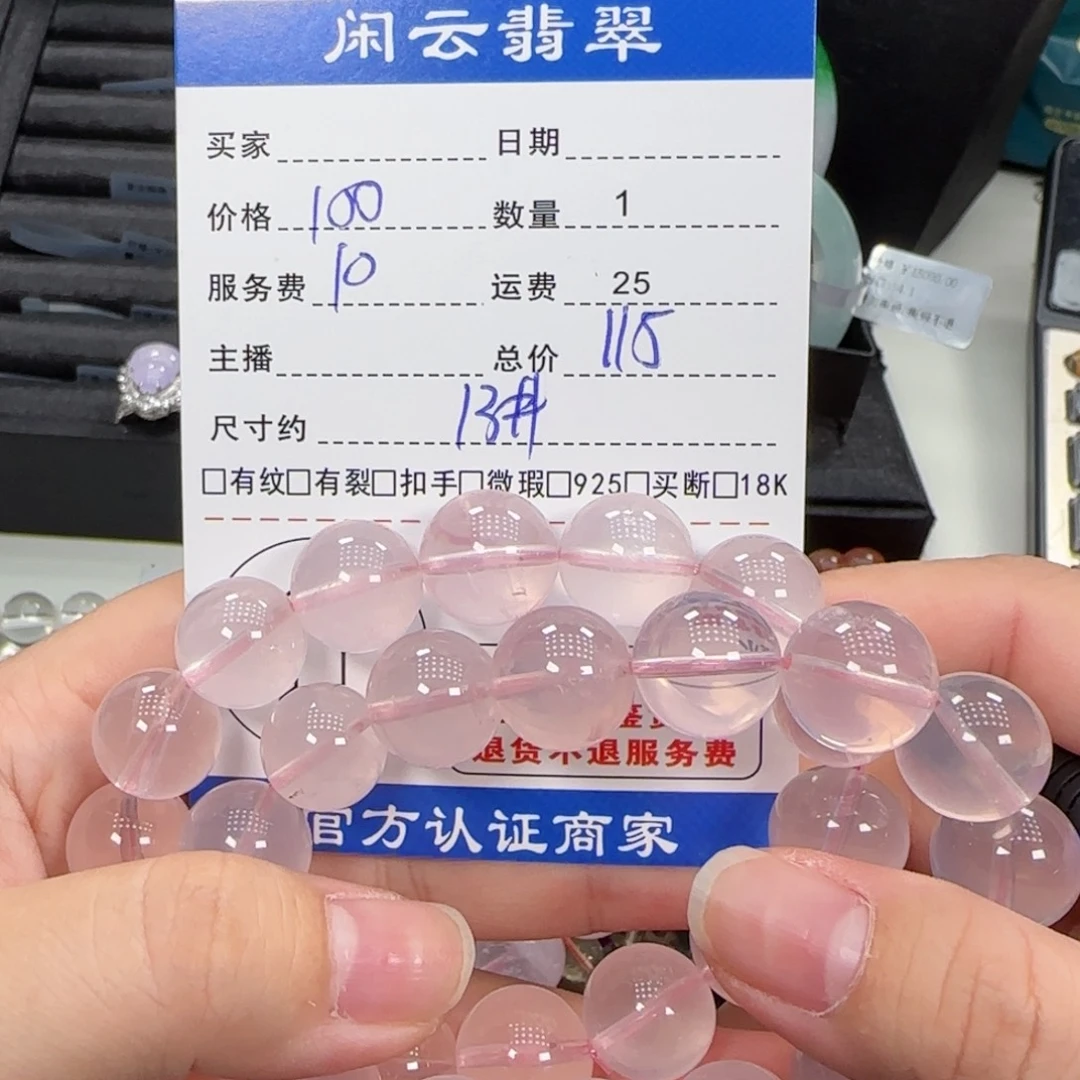 闲云翡翠
买家 日期
价格 100 数量 1
服务费 10 运费 25
主播 总价 115
尺寸约 13#
□有纹□有裂□扣手□微瑕□925□买断□18K
退货不退服务费
官方认证商家